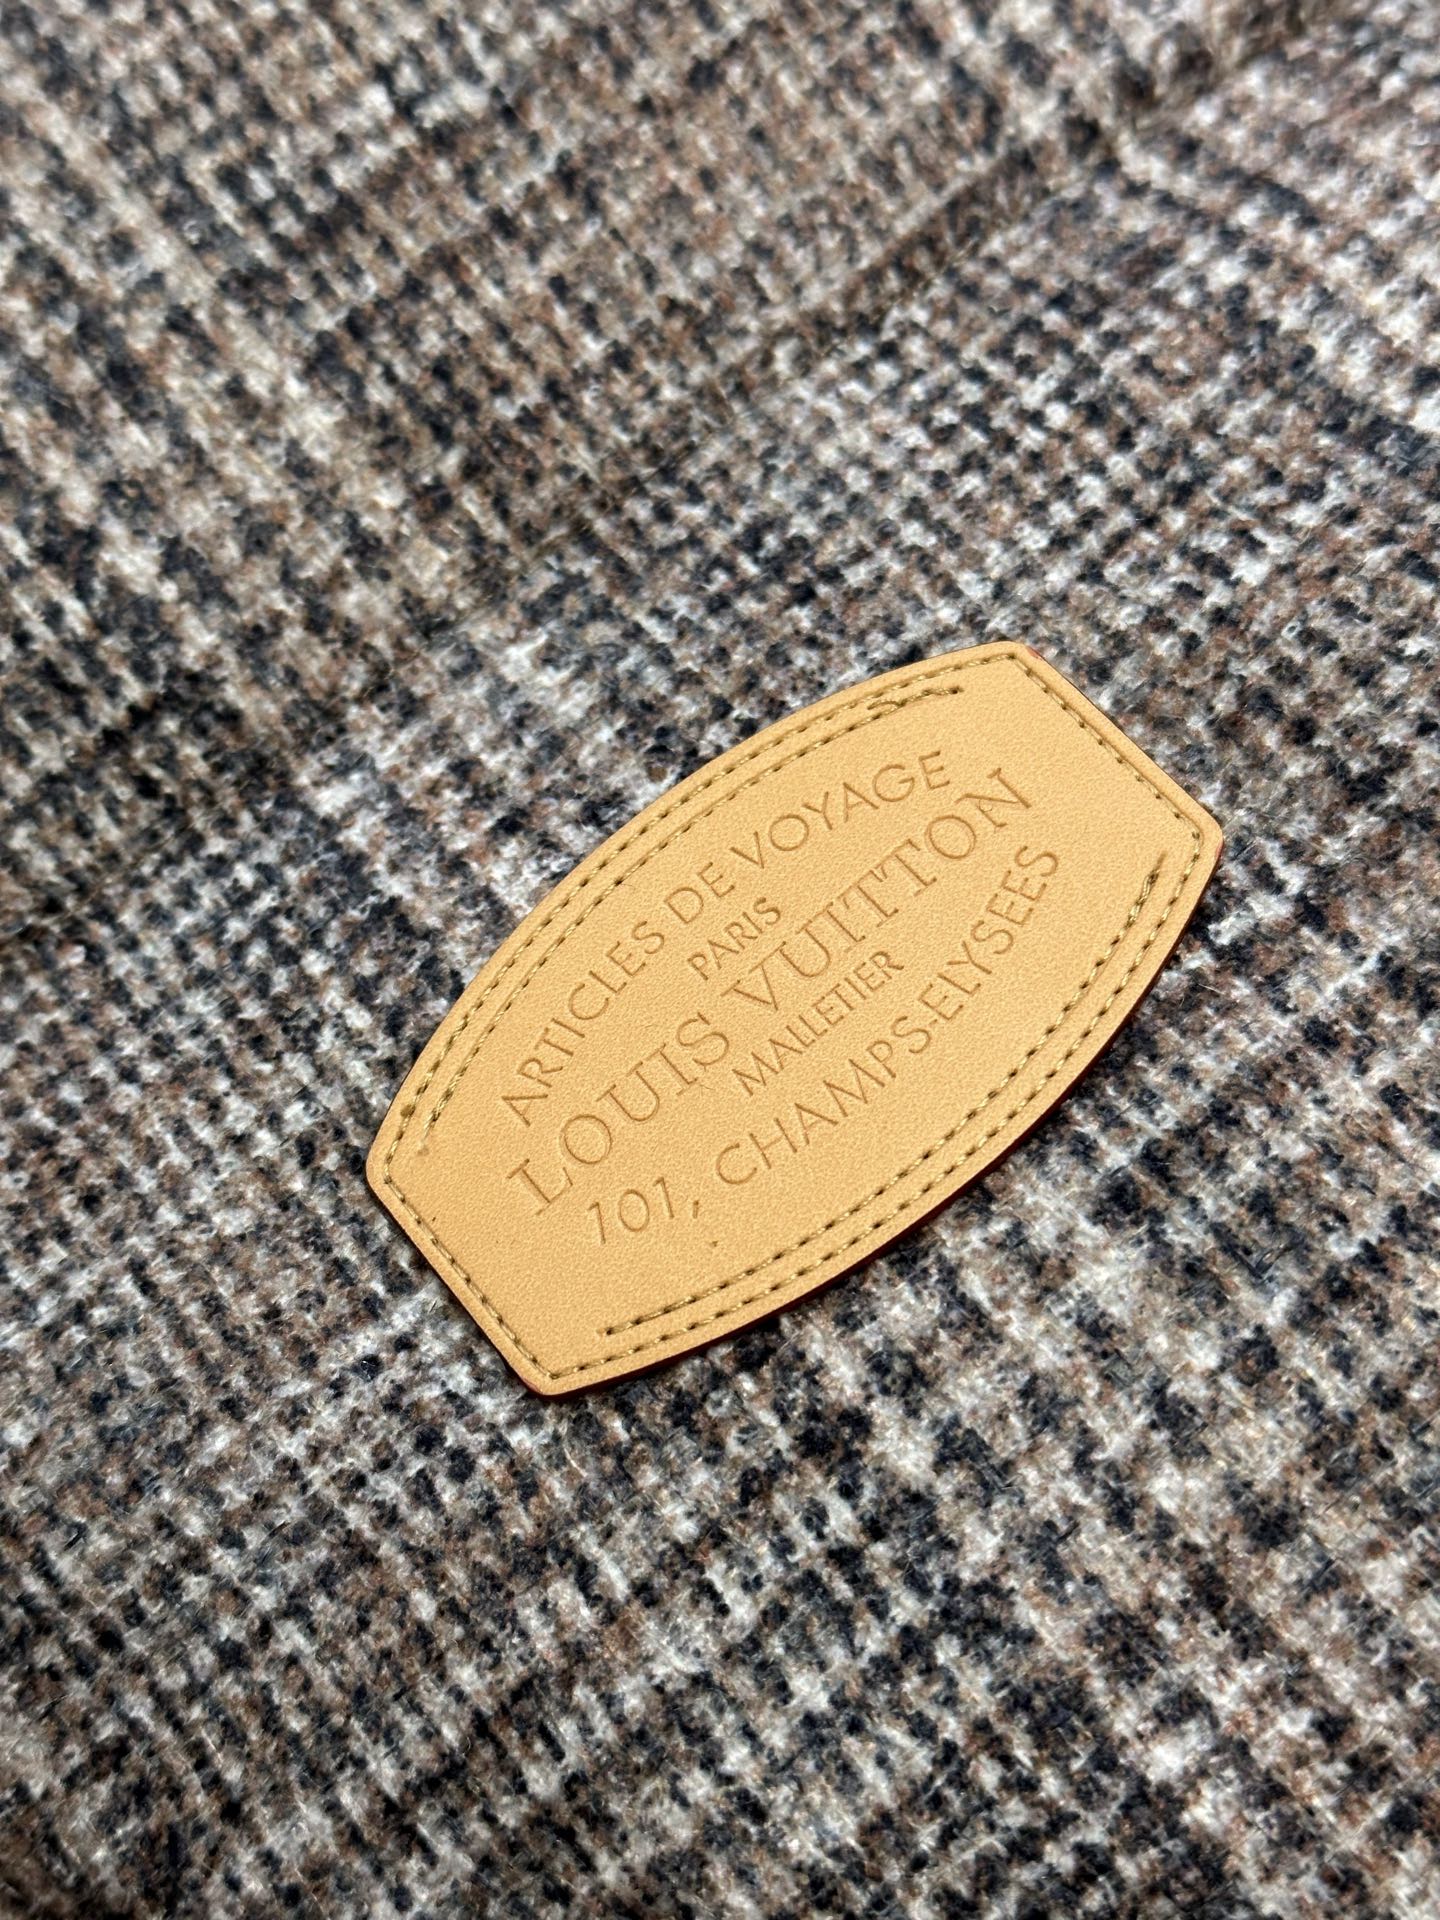 ARTICLES DE VOYAGE
PARIS
LOUIS VUITTON
MALLETIER
101, CHAMPS-ELYSEES